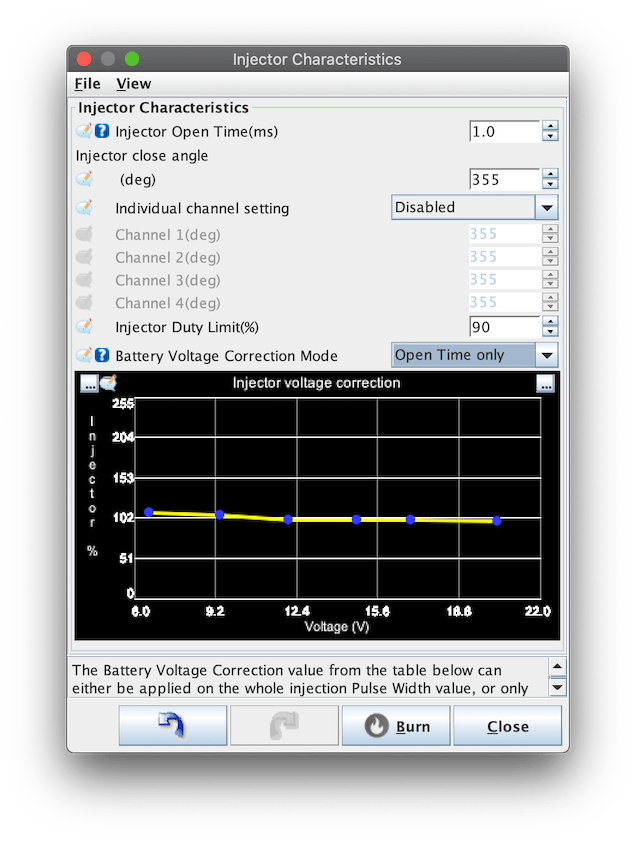 Injector Characteristics
File View
Injector Characteristics
Injector Open Time(ms) 1.0
Injector close angle
(deg) 355
Individual channel setting Disabled
Channel 1(deg) 355
Channel 2(deg) 355
Channel 3(deg) 355
Channel 4(deg) 355
Injector Duty Limit(%) 90
Battery Voltage Correction Mode Open Time only
... Injector voltage correction ...
Injector %
255
204
153
102
51
0
6.0 9.2 12.4 15.6 18.8 22.0
Voltage (V)
The Battery Voltage Correction value from the table below can
either be applied on the whole injection Pulse Width value, or only
Burn Close